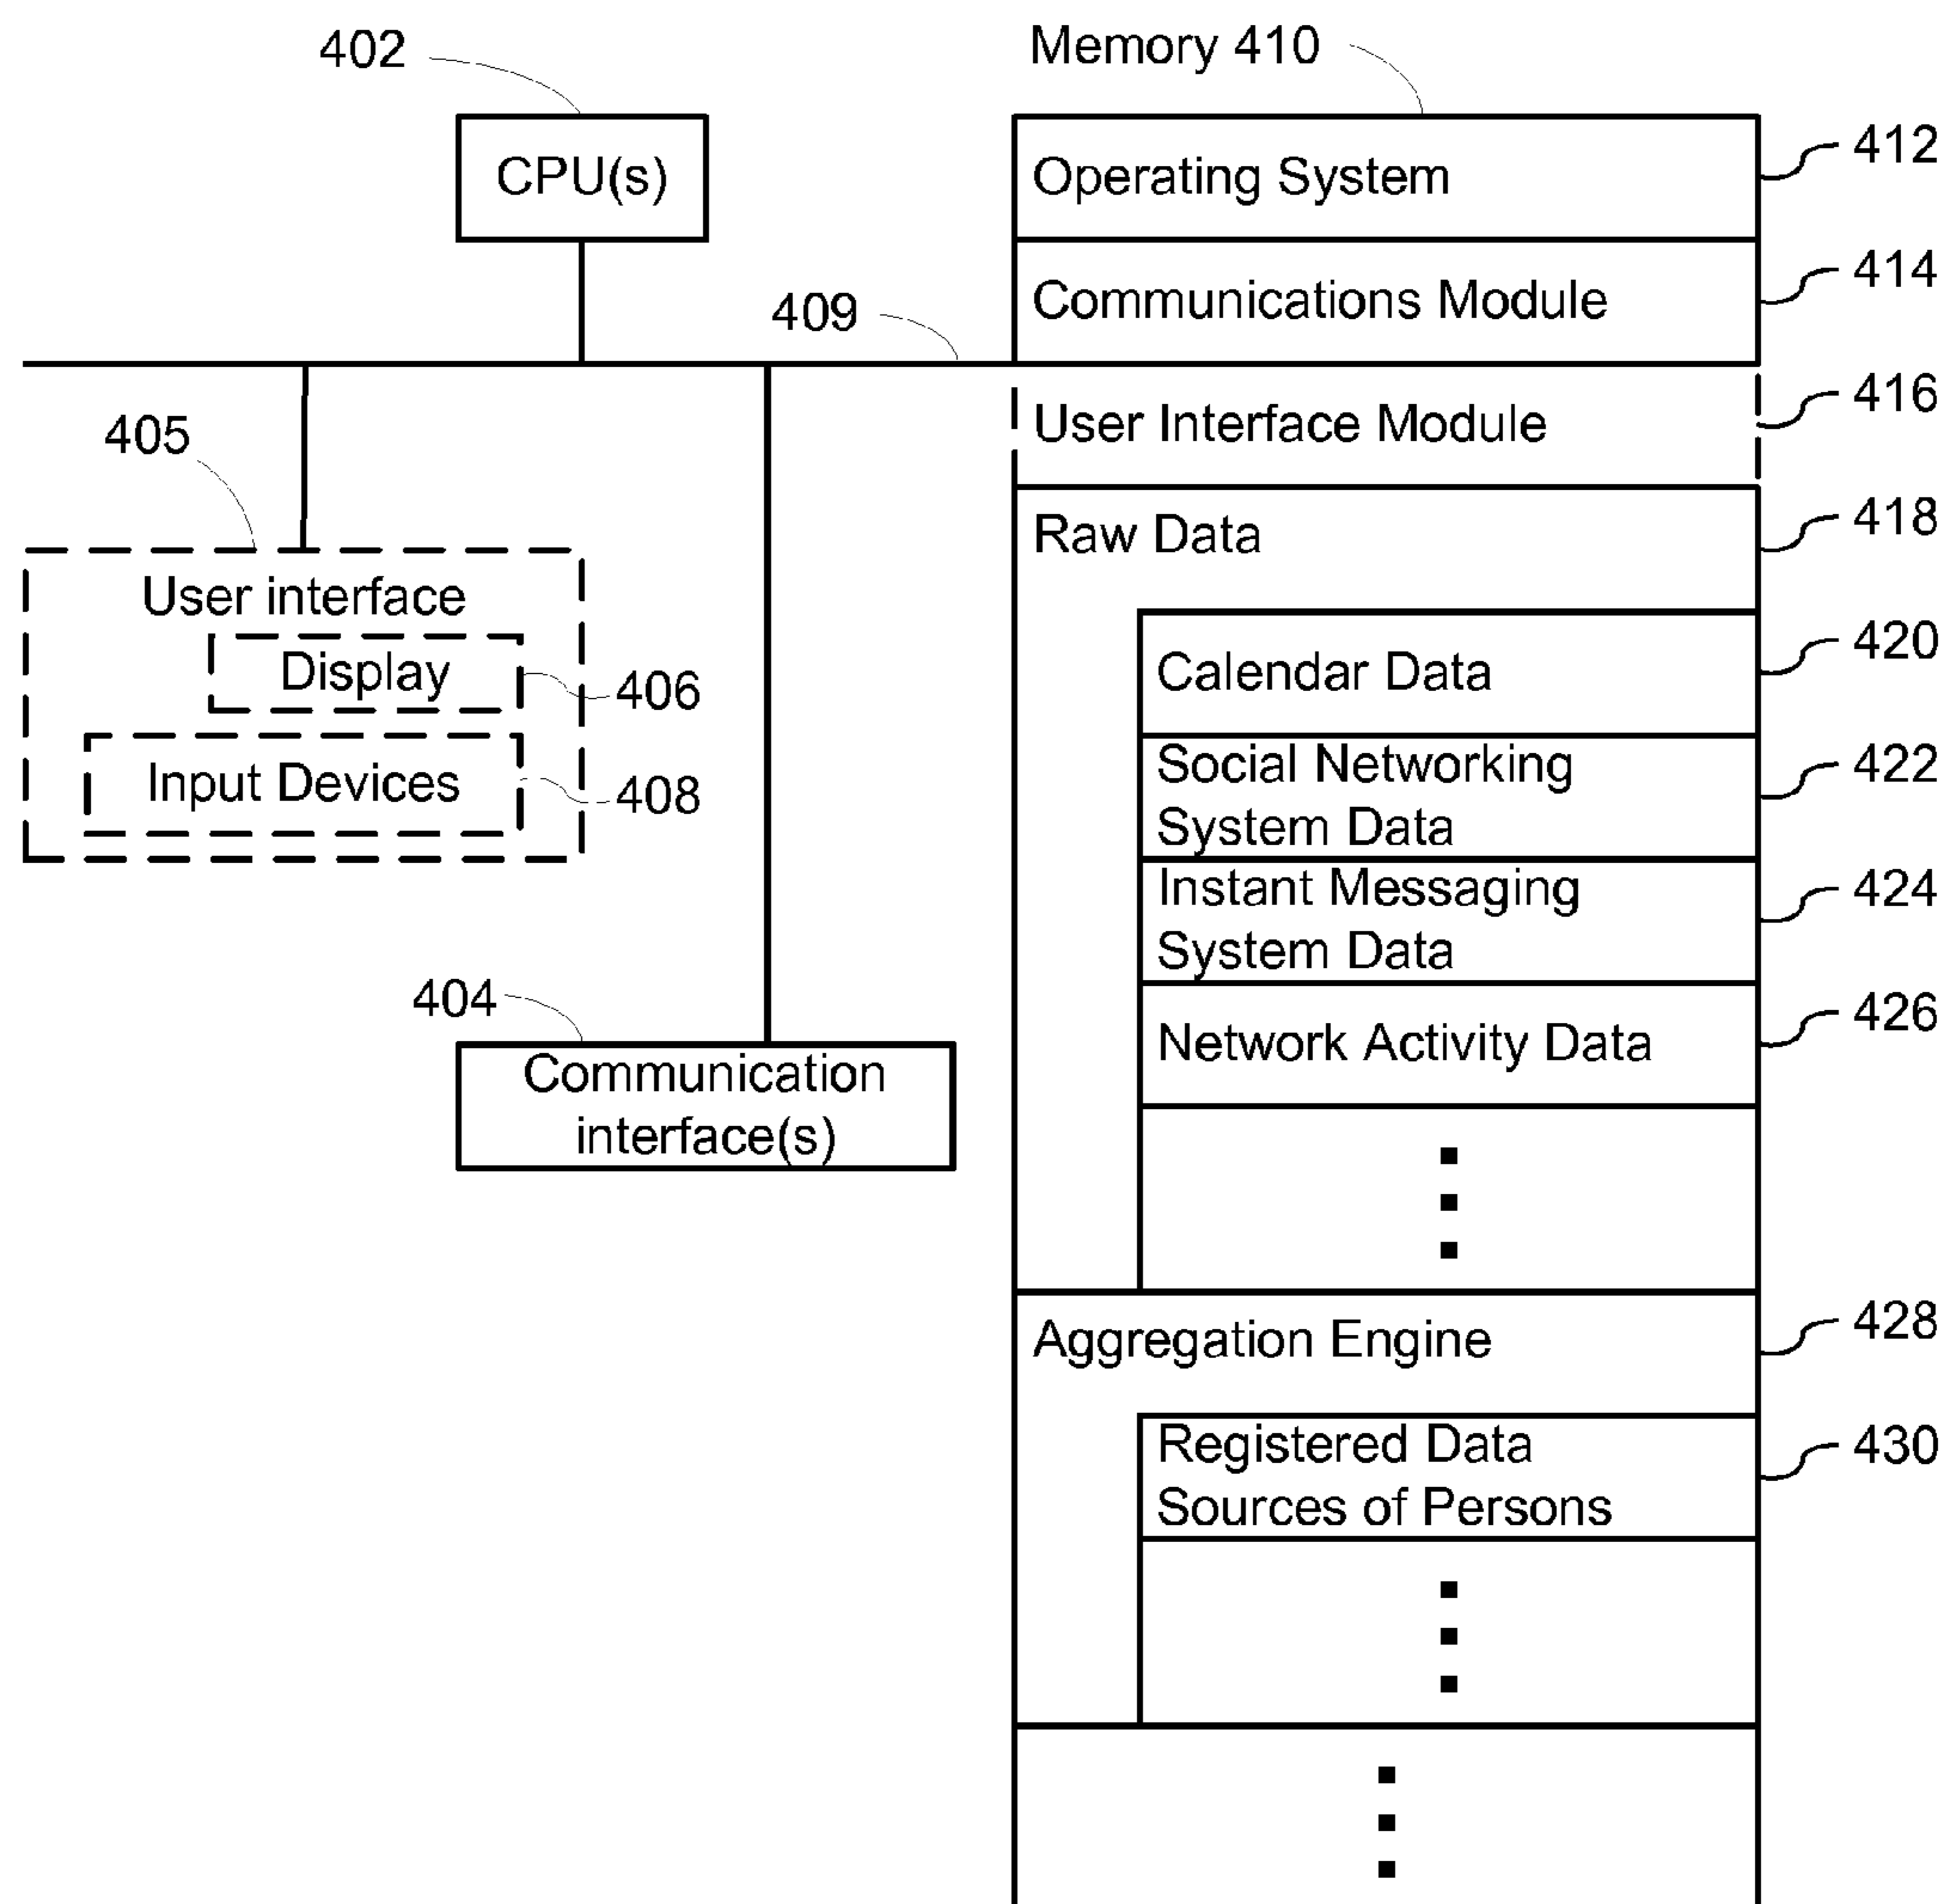 402
Memory 410
CPU(s)
Operating System
412
Communications Module
414
409
User Interface Module
416
405
Raw Data
418
User interface
Display
406
Input Devices
408
Calendar Data
420
Social Networking
System Data
422
Instant Messaging
System Data
424
404
Communication
interface(s)
Network Activity Data
426
Aggregation Engine
428
Registered Data
Sources of Persons
430